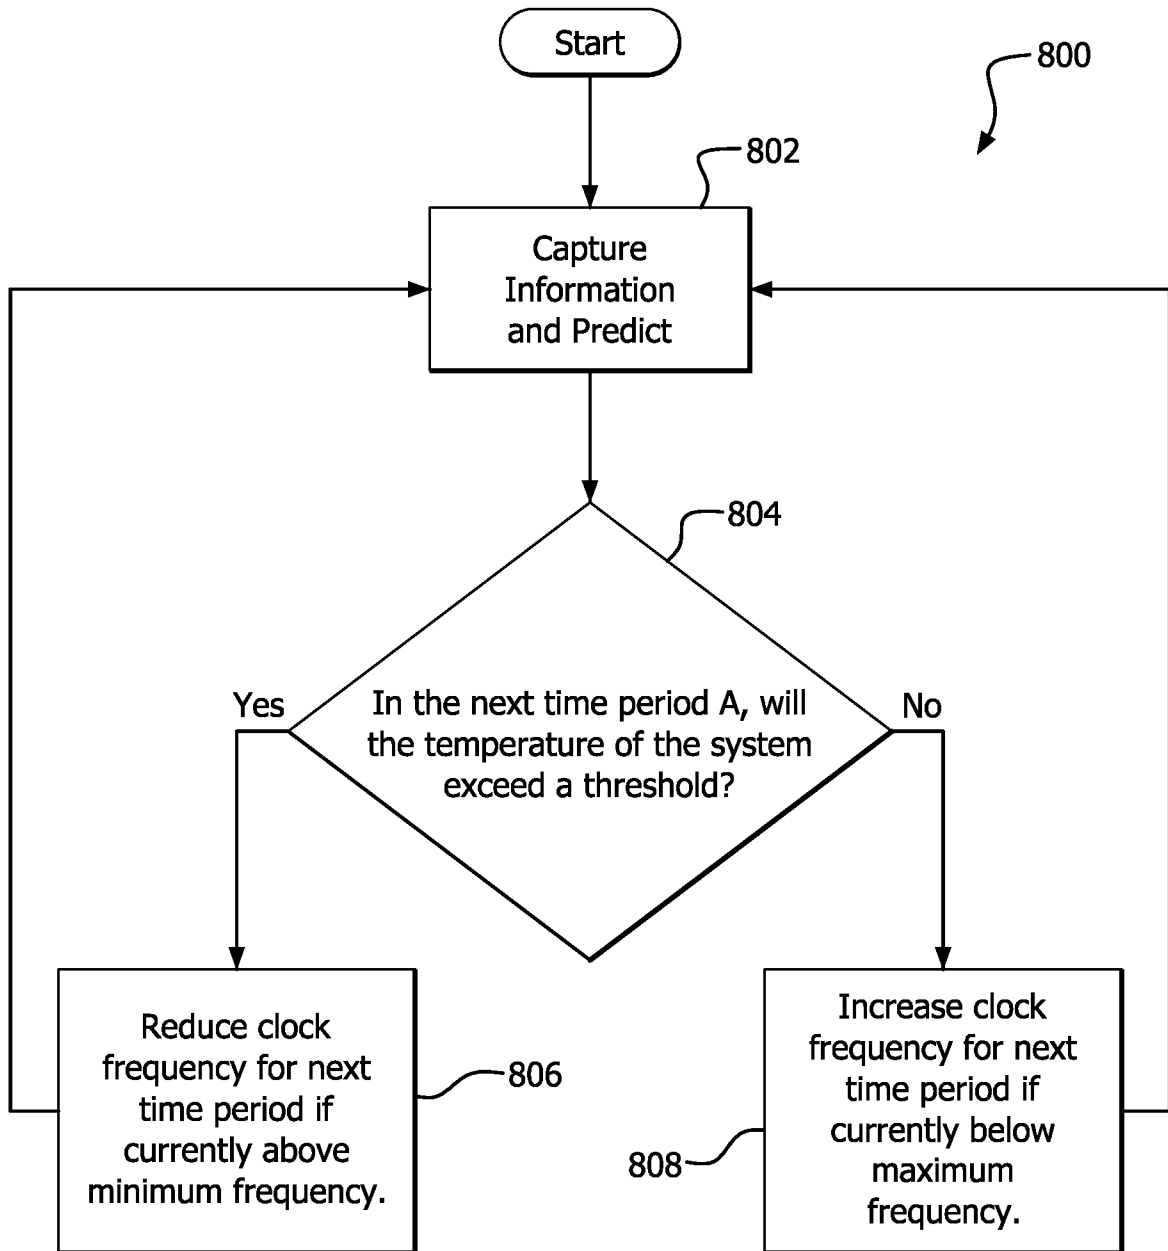 Start
800
802
Capture
Information
and Predict
804
Yes
No
In the next time period A, will
the temperature of the system
exceed a threshold?
Reduce clock
frequency for next
time period if
currently above
minimum frequency.
806
Increase clock
frequency for next
time period if
currently below
maximum
frequency.
808